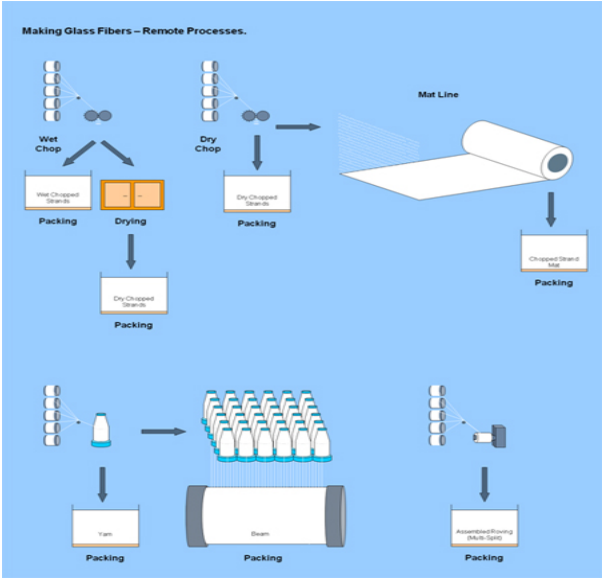 Making Glass Fibers – Remote Processes.
Mat Line
Wet
Chop
Dry
Chop
Wet Chopped
Strands
Packing
Drying
Dry Chopped
Strands
Packing
Chopped Strand
Mat
Packing
Dry Chopped
Strands
Packing
Yarn
Packing
Beam
Packing
Assembled Roving
(Multi-Split)
Packing